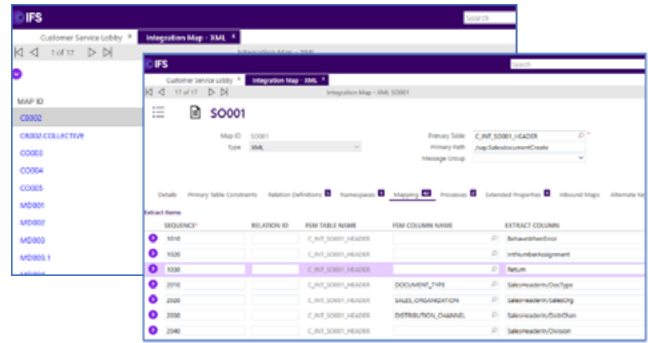 IFS
Search
Customer Service Lobby * Integration Map - XML *
1 of 17
MAP ID
C0002
C0002.COLLECTIVE
CO003
CO004
CO005
MD001
MD002
MD003
MD003.1
IFS
Search
Customer Service Lobby * Integration Map - XML *
17 of 17 Integration Map - XML SO001
SO001
Map ID SO001 Primary Table C_INT_SO001_HEADER *
Type XML Primary Path /sap:SalesdocumentCreate
Message Group
Details Primary Table Constraints Relation Definitions Namespaces Mapping Processes Extended Properties Inbound Maps Alternate Key
Extract Items
SEQUENCE* RELATION ID FSM TABLE NAME FSM COLUMN NAME EXTRACT COLUMN
1010 C_INT_SO001_HEADER BehaveWhenError
1020 C_INT_SO001_HEADER IntNumberAssignment
1030 C_INT_SO001_HEADER Return
2010 C_INT_SO001_HEADER DOCUMENT_TYPE SalesHeaderIn/DocType
2020 C_INT_SO001_HEADER SALES_ORGANIZATION SalesHeaderIn/SalesOrg
2030 C_INT_SO001_HEADER DISTRIBUTION_CHANNEL SalesHeaderIn/DistrChan
2040 C_INT_SO001_HEADER SalesHeaderIn/Division